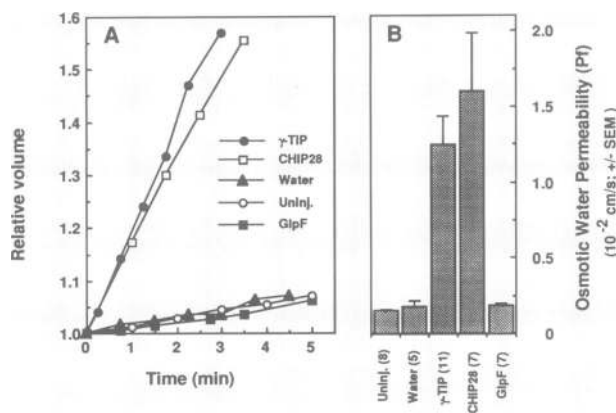 A
1.6
1.5
1.4
1.3
1.2
1.1
1.0
Relative volume
γ-TIP
CHIP28
Water
Uninj.
GlpF
0 1 2 3 4 5
Time (min)
B
2.0
1.5
1.0
0.5
0
Osmotic Water Permeability (Pf)
(10⁻² cm/s; +/- SEM)
Uninj. (8)
Water (5)
γ-TIP (11)
CHIP28 (7)
GlpF (7)